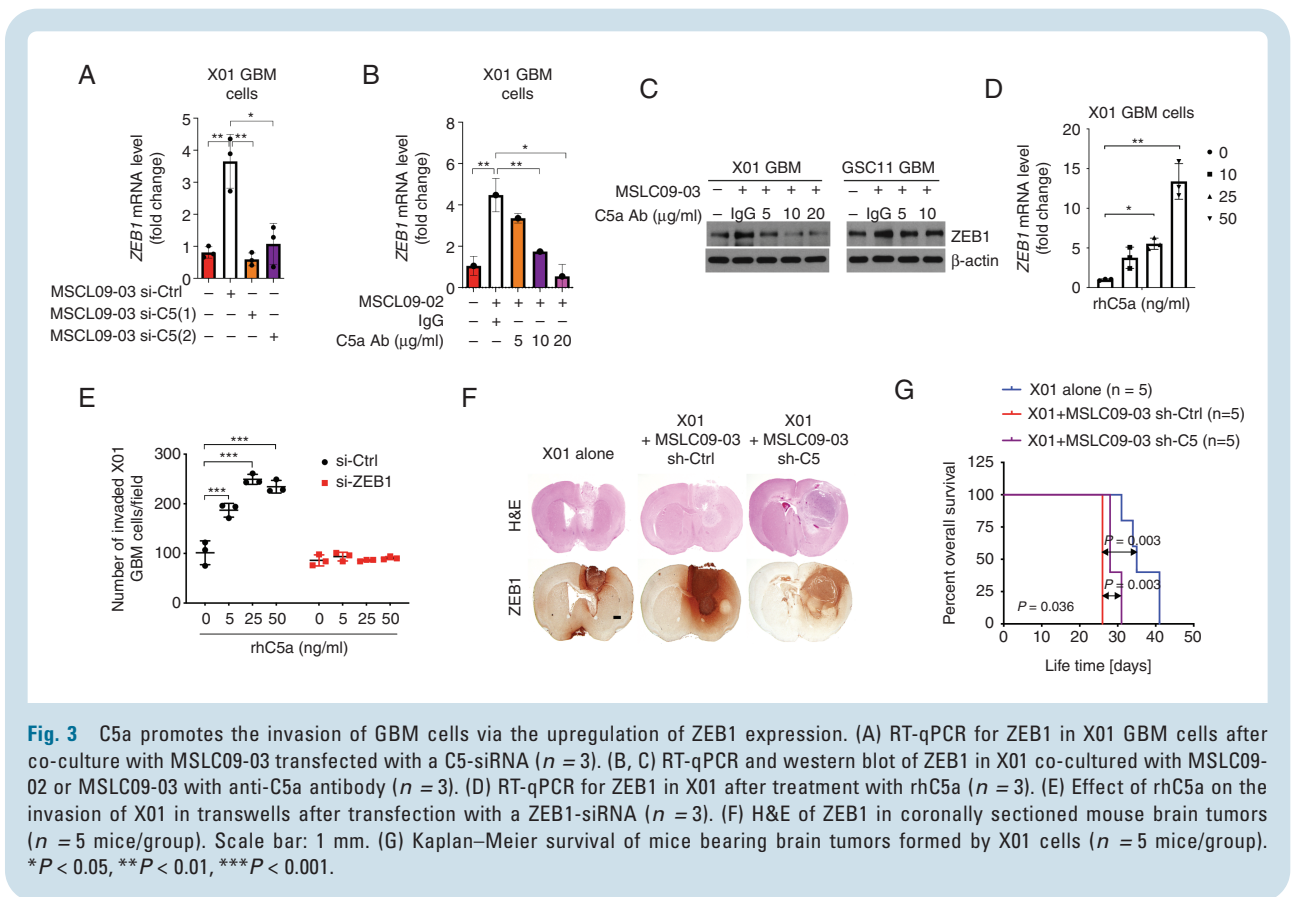 A
X01 GBM
cells
ZEB1 mRNA level
(fold change)
5
4
3
2
1
0
*
** **
MSCL09-03 si-Ctrl – + – –
MSCL09-03 si-C5(1) – – + –
MSCL09-03 si-C5(2) – – – +
B
X01 GBM
cells
ZEB1 mRNA level
(fold change)
8
6
4
2
0
*
** **
MSCL09-02 – + + + +
IgG – + – – –
C5a Ab (μg/ml) – – 5 10 20
C
X01 GBM GSC11 GBM
MSLC09-03 – + + + + – + + +
C5a Ab (μg/ml) – IgG 5 10 20 – IgG 5 10
ZEB1
β-actin
D
X01 GBM cells
ZEB1 mRNA level
(fold change)
20
15
10
5
0
**
*
0
10
25
50
rhC5a (ng/ml)
E
Number of invaded X01
GBM cells/field
300
200
100
0
***
***
***
si-Ctrl
si-ZEB1
0 5 25 50 0 5 25 50
rhC5a (ng/ml)
F
X01 alone
X01
+ MSLC09-03
sh-Ctrl
X01
+ MSLC09-03
sh-C5
H&E
ZEB1
G
X01 alone (n = 5)
X01+MSLC09-03 sh-Ctrl (n=5)
X01+MSLC09-03 sh-C5 (n=5)
Percent overall survival
125
100
75
50
25
0
P = 0.003
P = 0.003
P = 0.036
0 10 20 30 40 50
Life time [days]
Fig. 3 C5a promotes the invasion of GBM cells via the upregulation of ZEB1 expression. (A) RT-qPCR for ZEB1 in X01 GBM cells after
co-culture with MSLC09-03 transfected with a C5-siRNA (n = 3). (B, C) RT-qPCR and western blot of ZEB1 in X01 co-cultured with MSLC09-
02 or MSLC09-03 with anti-C5a antibody (n = 3). (D) RT-qPCR for ZEB1 in X01 after treatment with rhC5a (n = 3). (E) Effect of rhC5a on the
invasion of X01 in transwells after transfection with a ZEB1-siRNA (n = 3). (F) H&E of ZEB1 in coronally sectioned mouse brain tumors
(n = 5 mice/group). Scale bar: 1 mm. (G) Kaplan–Meier survival of mice bearing brain tumors formed by X01 cells (n = 5 mice/group).
*P < 0.05, **P < 0.01, ***P < 0.001.